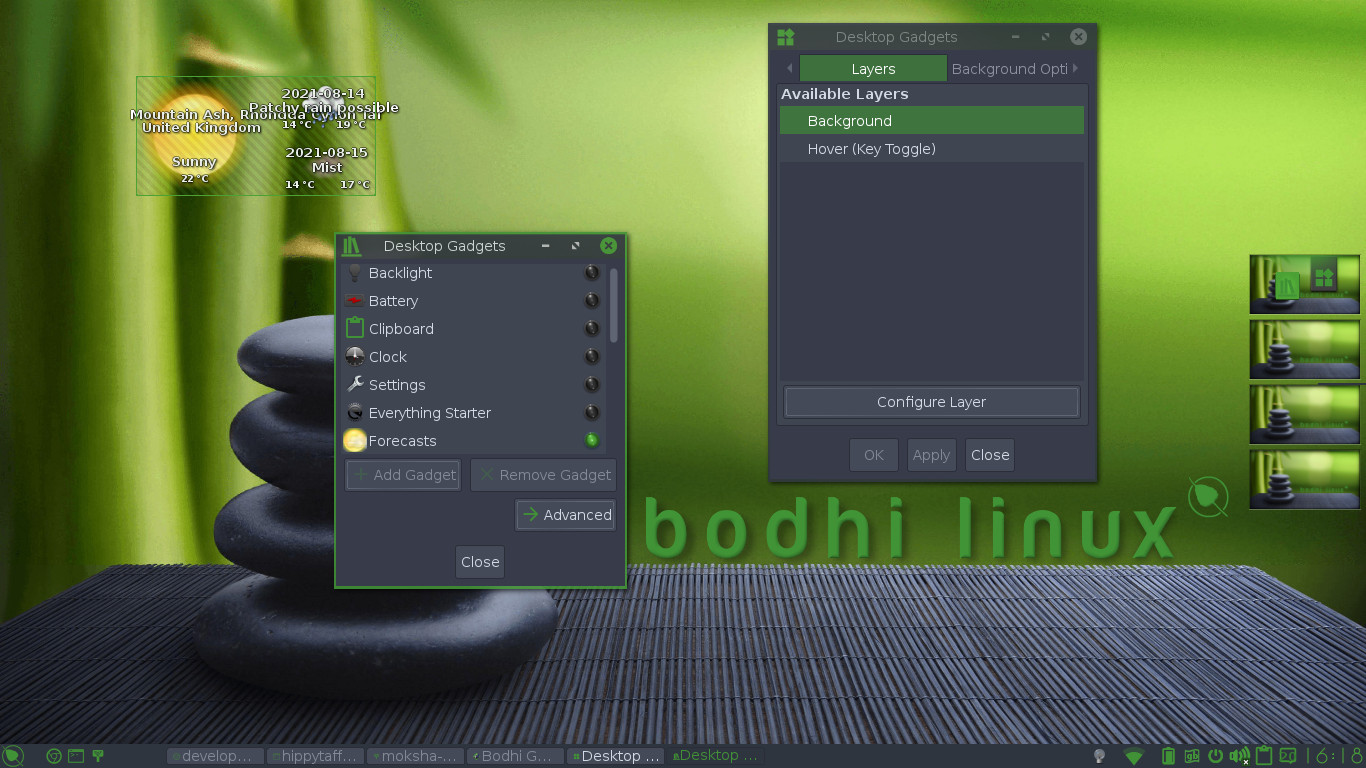 2021-08-14
Patchy rain possible
14°C 19°C
Mountain Ash, Rhondda Cynon Taf
United Kingdom
Sunny
22°C
2021-08-15
Mist
14°C 17°C
Desktop Gadgets
Layers
Background Opti
Available Layers
Background
Hover (Key Toggle)
Configure Layer
OK
Apply
Close
Desktop Gadgets
Backlight
Battery
Clipboard
Clock
Settings
Everything Starter
Forecasts
Add Gadget
Remove Gadget
Advanced
Close
bodhi linux
develop...
hippytaff...
moksha-...
Bodhi G...
Desktop ...
Desktop ...
gb